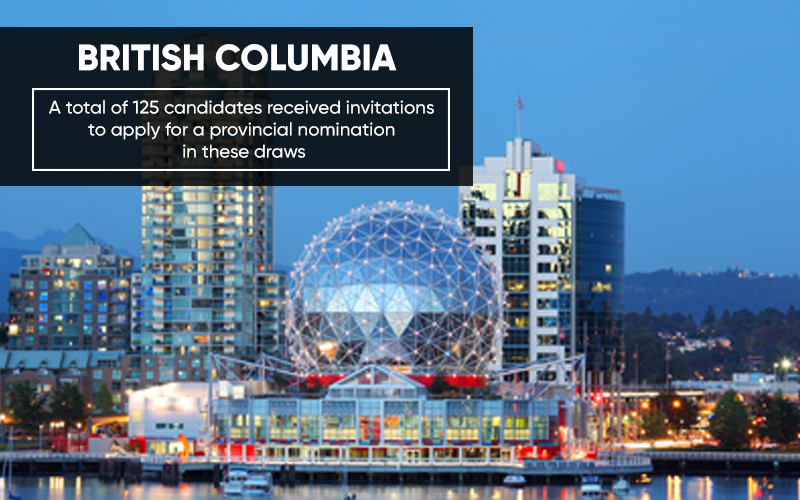 BRITISH COLUMBIA
A total of 125 candidates received invitations
to apply for a provincial nomination
in these draws